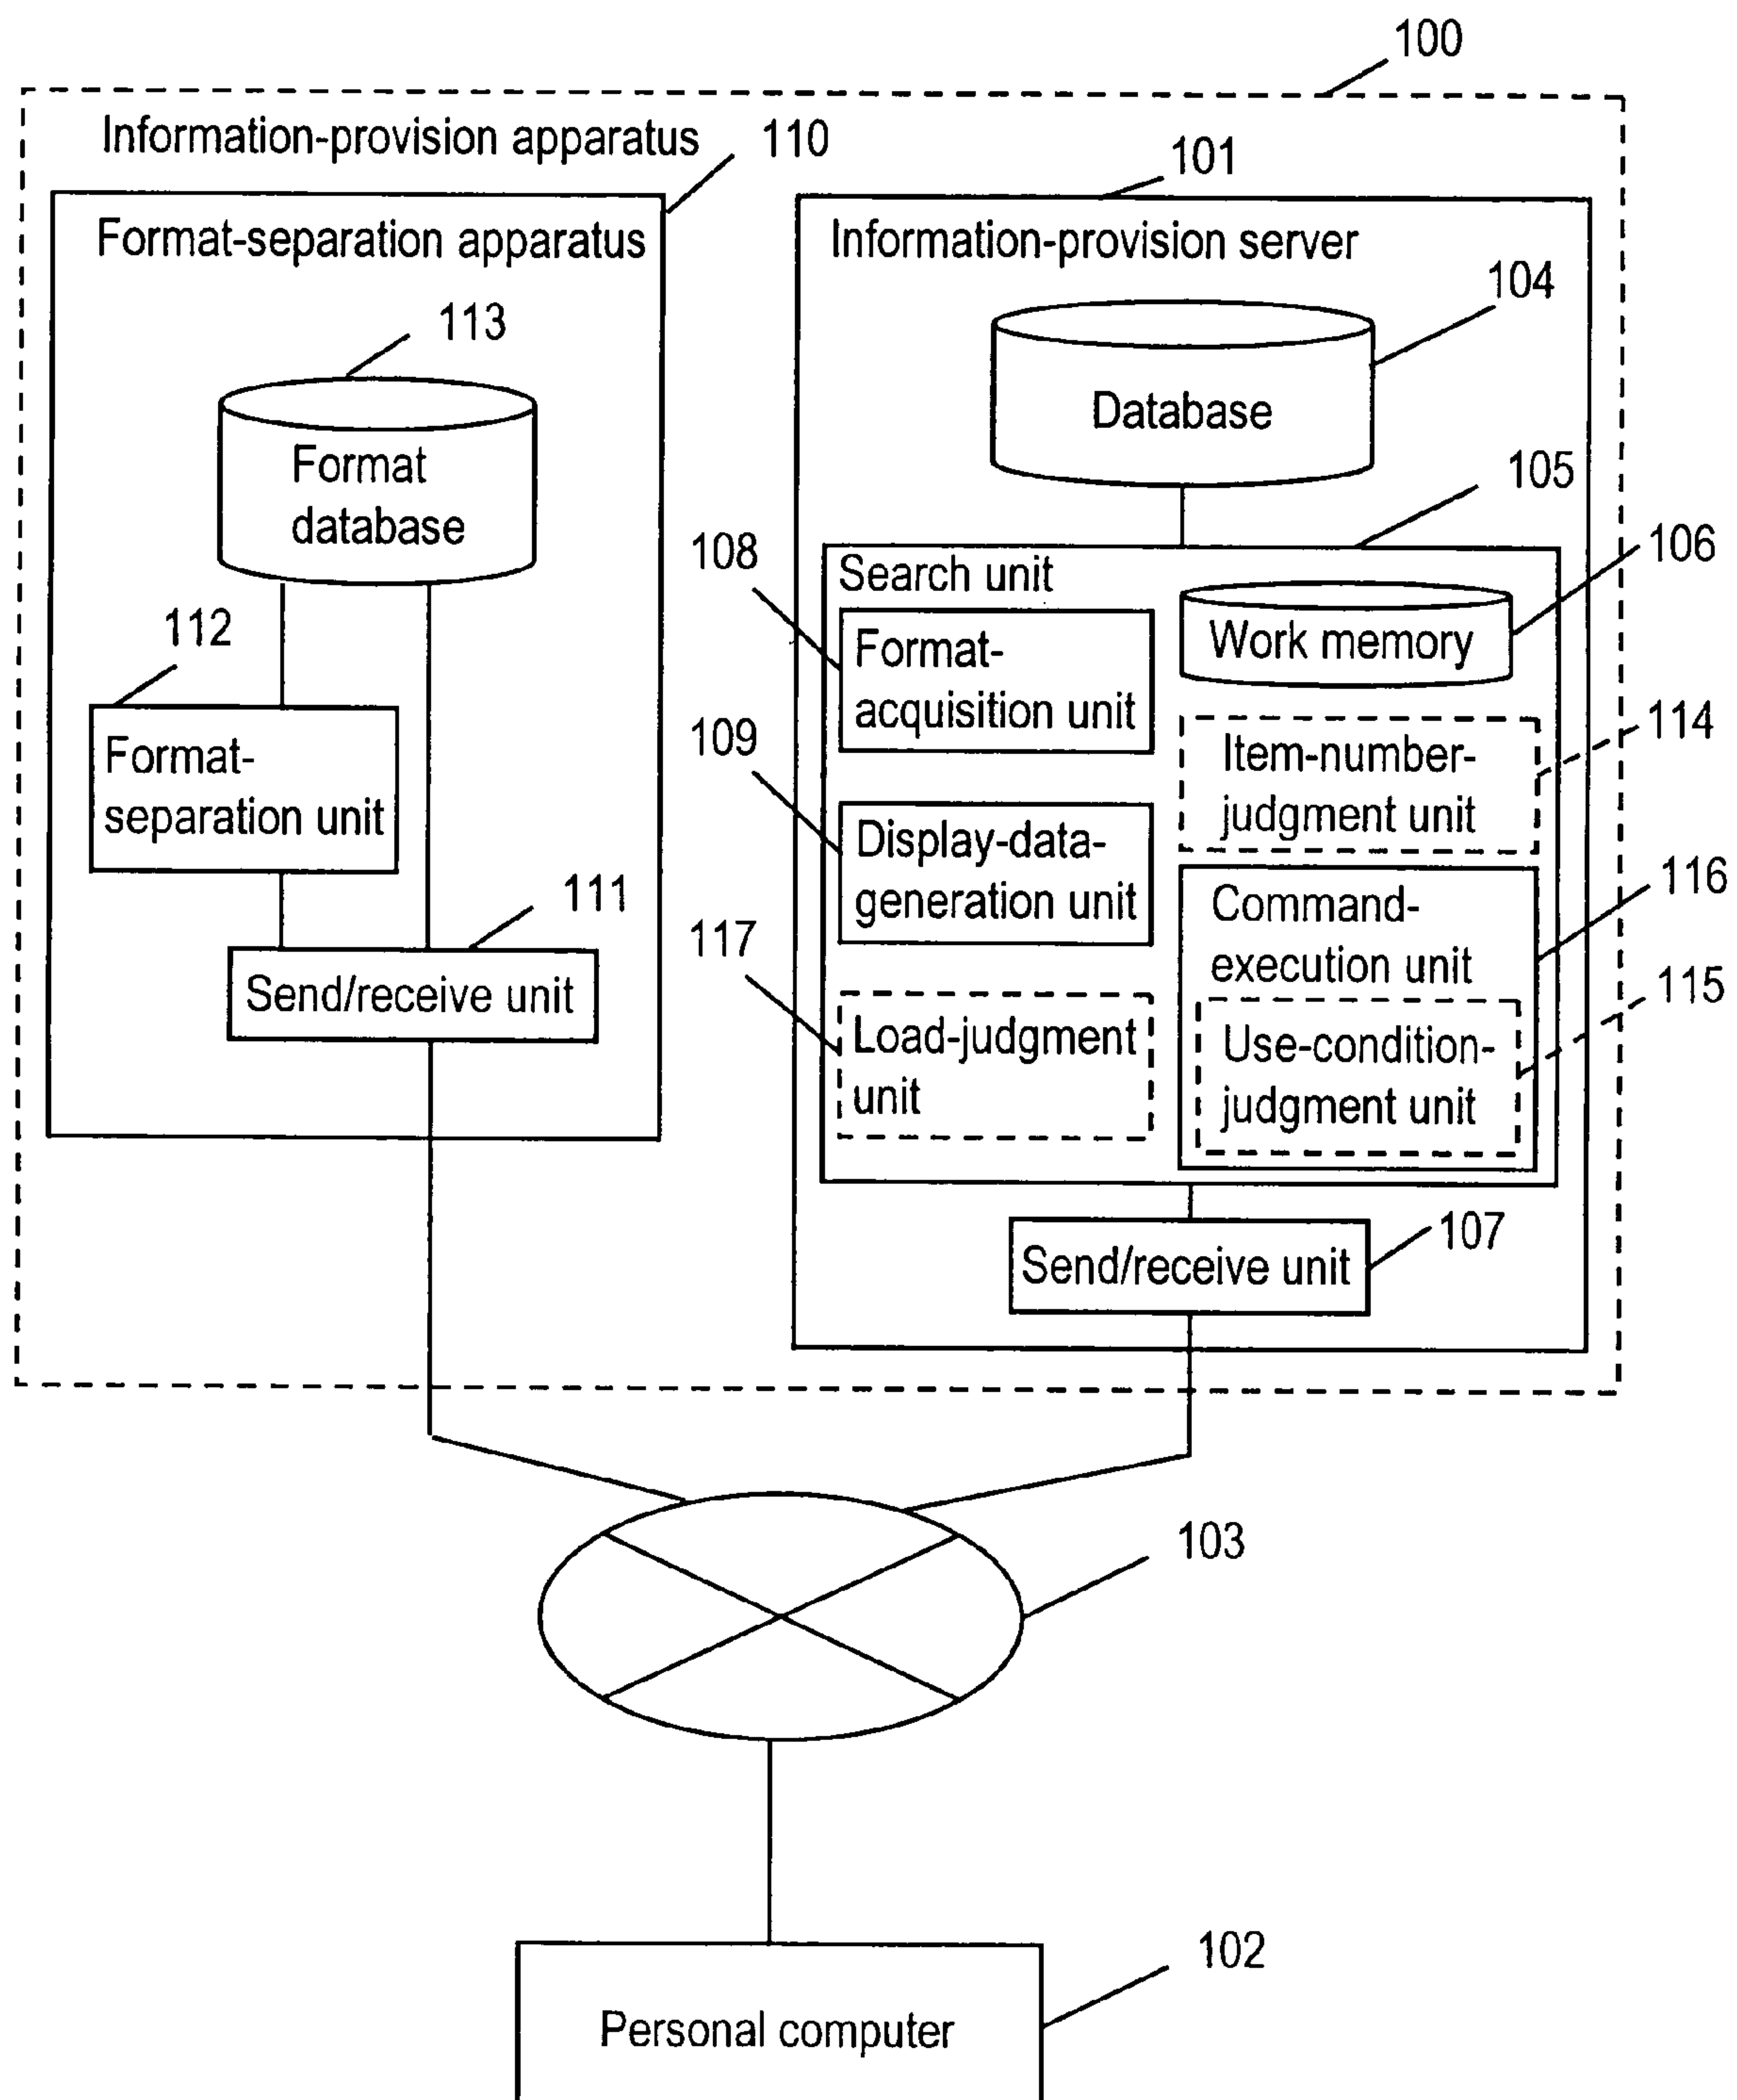 100
Information-provision apparatus
110
101
Format-separation apparatus
Information-provision server
104
113
Database
Format
database
105
108
106
Search unit
Format-
acquisition unit
Work memory
112
109
114
Item-number-
judgment unit
Format-
separation unit
Display-data-
generation unit
116
Command-
execution unit
111
117
115
Send/receive unit
Load-judgment
unit
Use-condition-
judgment unit
107
Send/receive unit
103
102
Personal computer